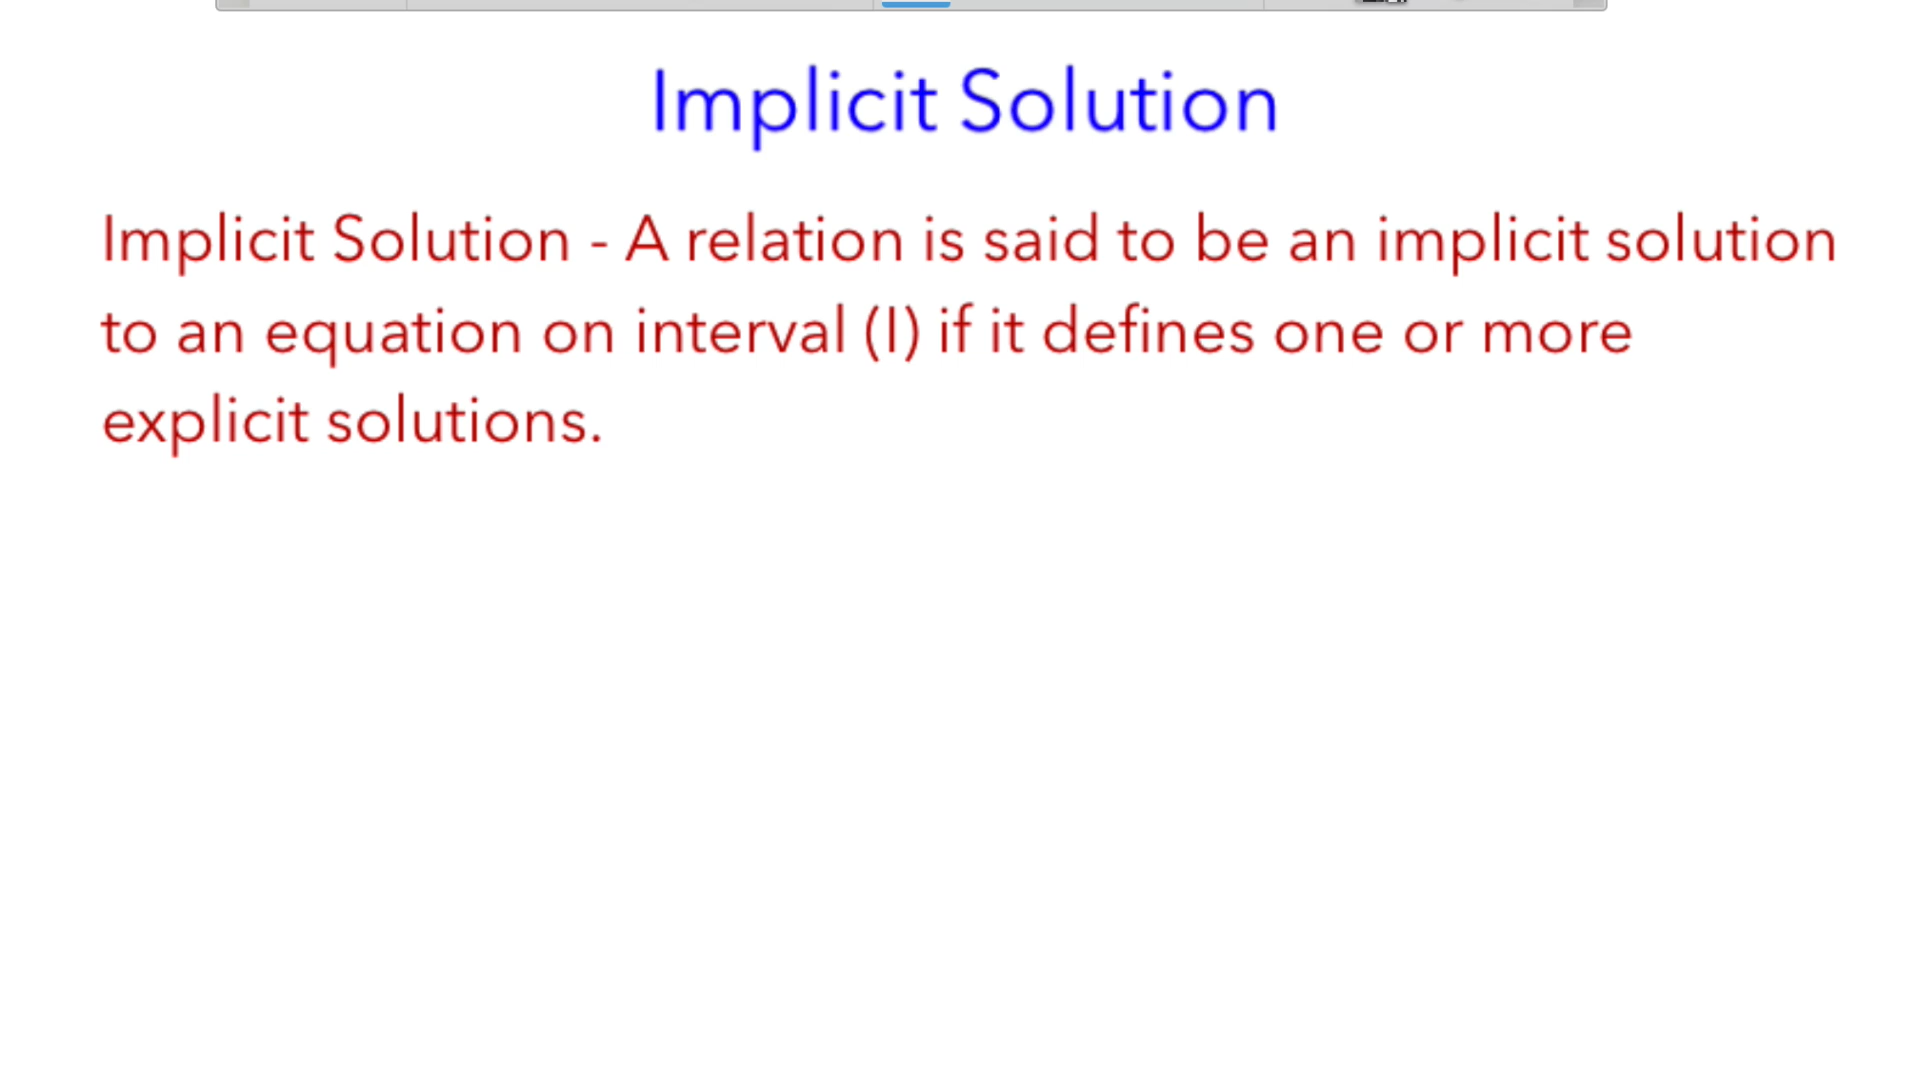 Implicit Solution
Implicit Solution - A relation is said to be an implicit solution
to an equation on interval (I) if it defines one or more
explicit solutions.